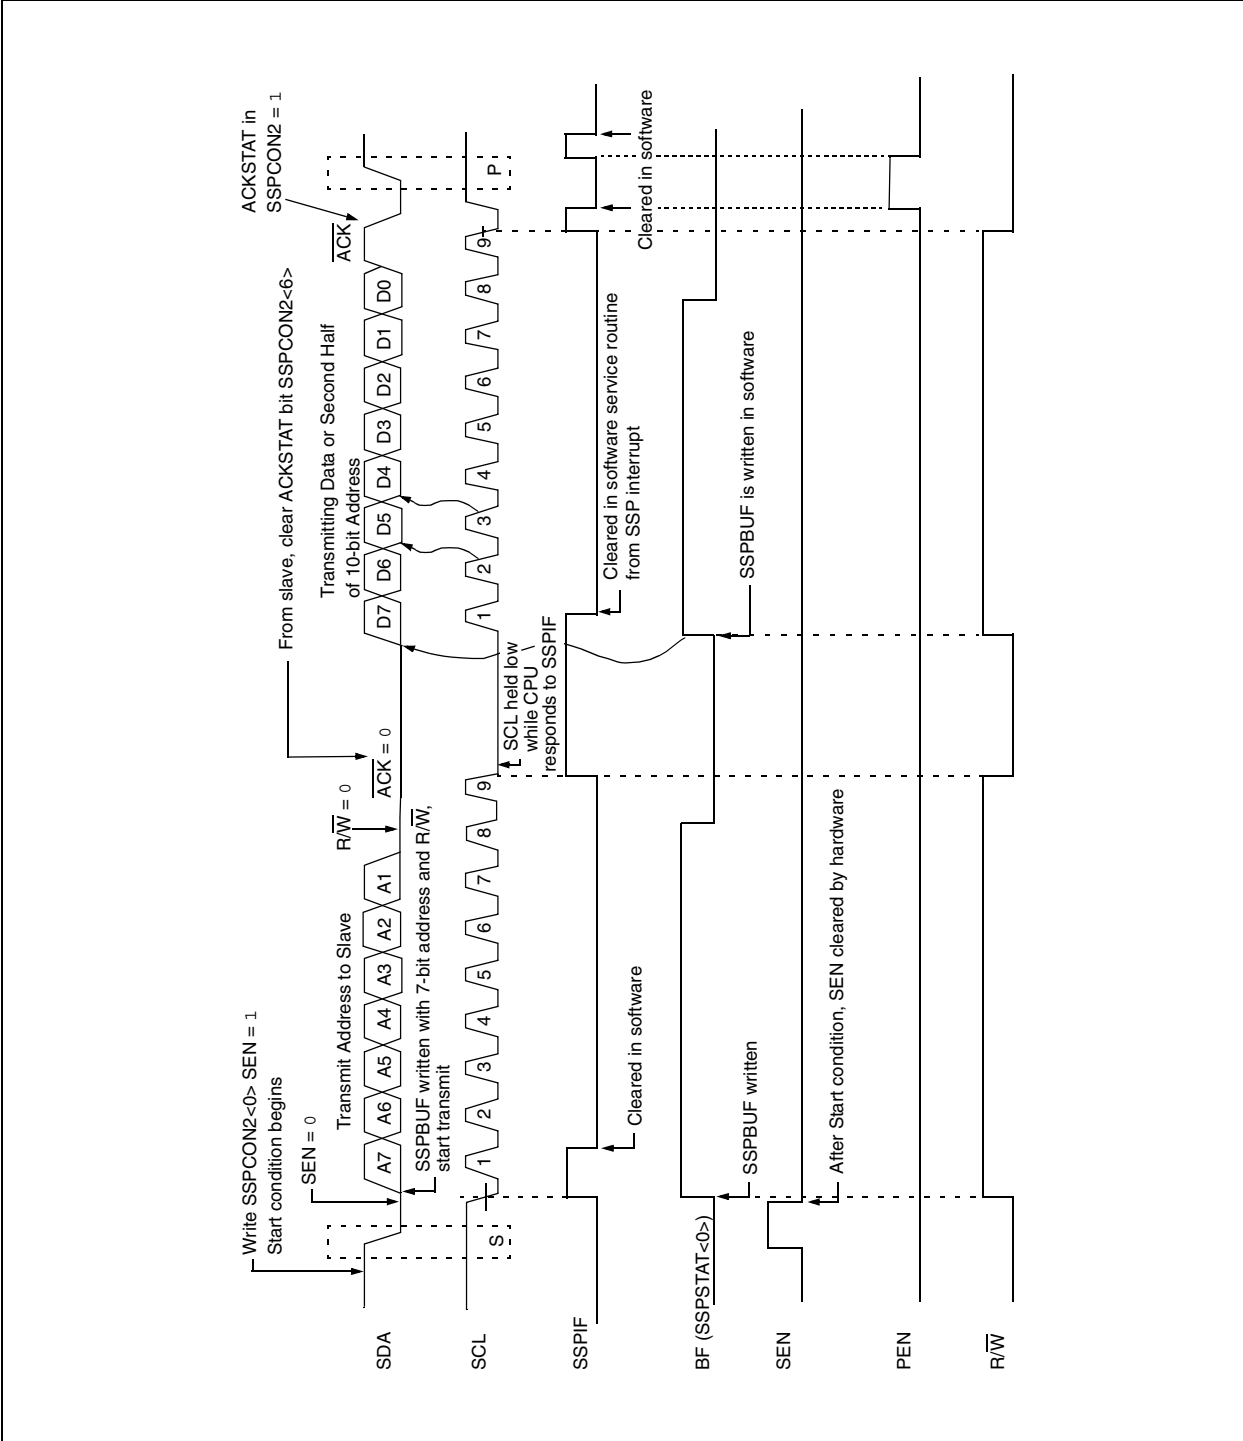 Write SSPCON2<0> SEN = 1
Start condition begins
SEN = 0
Transmit Address to Slave
R/W = 0
ACK = 0
From slave, clear ACKSTAT bit SSPCON2<6>
Transmitting Data or Second Half
of 10-bit Address
ACK
ACKSTAT in
SSPCON2 = 1
SDA
A7 A6 A5 A4 A3 A2 A1
D7 D6 D5 D4 D3 D2 D1 D0
SSPBUF written with 7-bit address and R/W,
start transmit
SCL
S
1 2 3 4 5 6 7 8 9
1 2 3 4 5 6 7 8 9
P
SCL held low
while CPU
responds to SSPIF
SSPIF
Cleared in software
Cleared in software service routine
from SSP interrupt
Cleared in software
BF (SSPSTAT<0>)
SSPBUF written
SSPBUF is written in software
SEN
After Start condition, SEN cleared by hardware
PEN
R/W